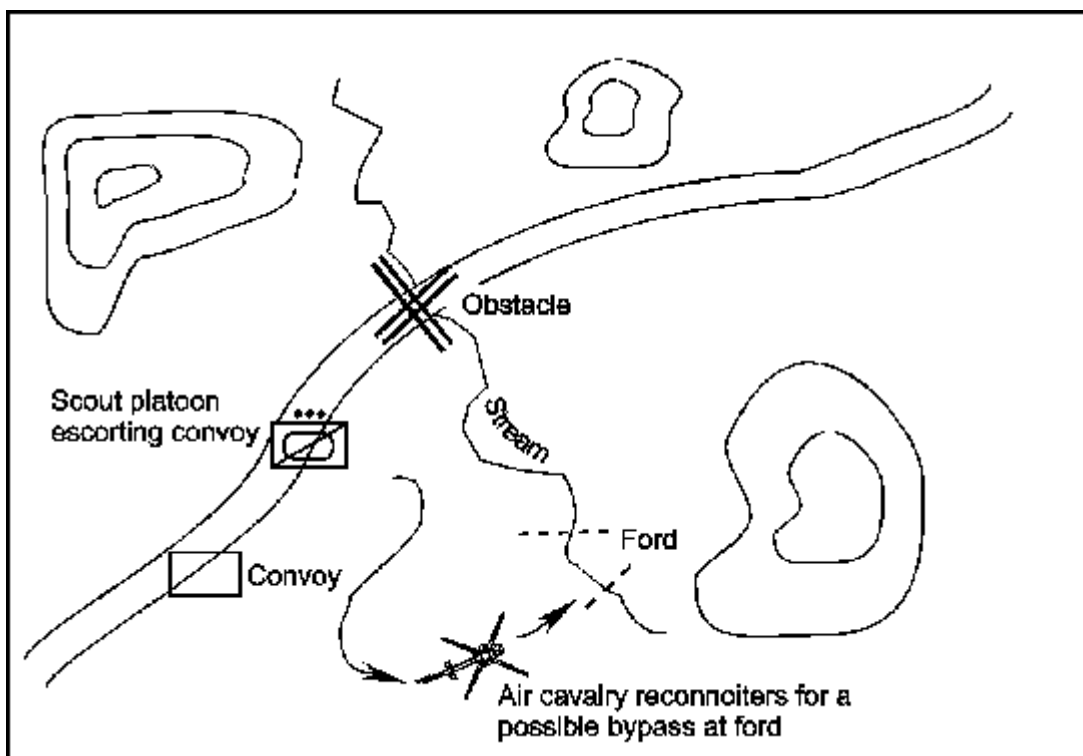 Obstacle
Scout platoon
escorting convoy
Stream
Ford
Convoy
Air cavalry reconnoiters for a
possible bypass at ford